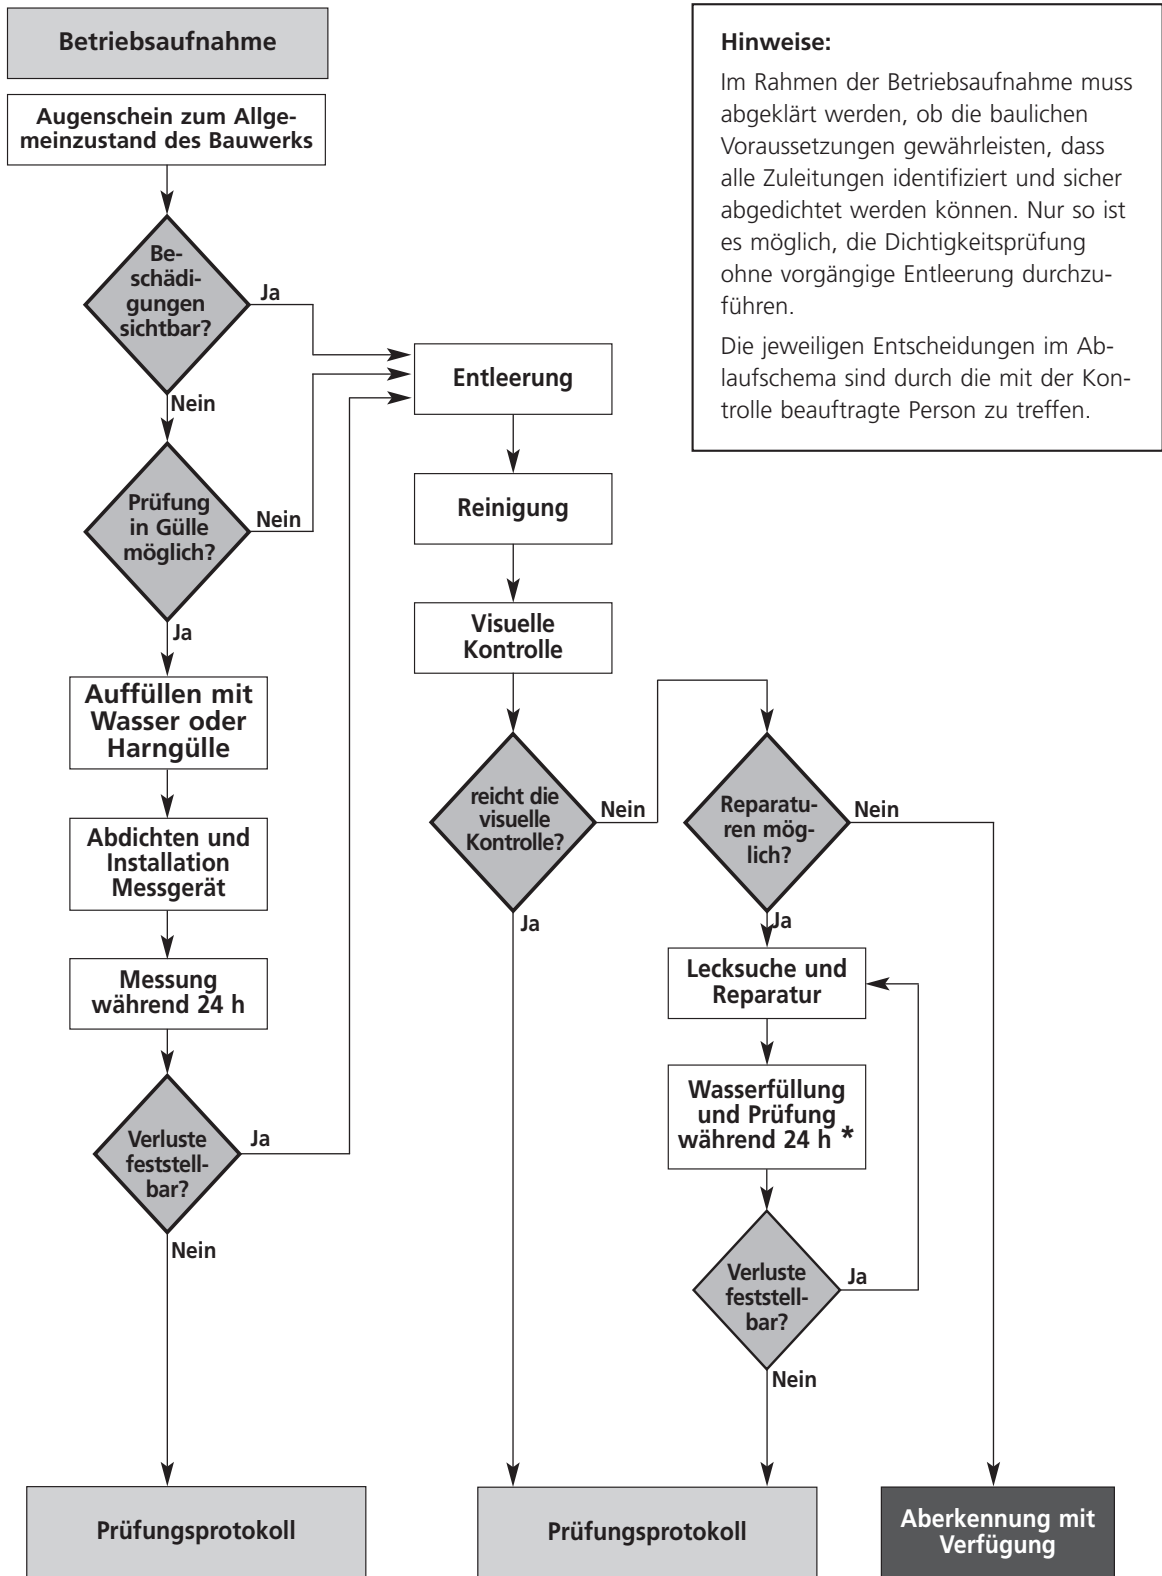 Betriebsaufnahme
Augenschein zum Allge-
meinzustand des Bauwerks
Be-
schädi-
gungen
sichtbar?
Ja
Nein
Prüfung
in Gülle
möglich?
Nein
Ja
Auffüllen mit
Wasser oder
Harngülle
Abdichten und
Installation
Messgerät
Messung
während 24 h
Verluste
feststell-
bar?
Ja
Nein
Prüfungsprotokoll
Entleerung
Reinigung
Visuelle
Kontrolle
reicht die
visuelle
Kontrolle?
Nein
Ja
Reparatu-
ren mög-
lich?
Nein
Ja
Lecksuche und
Reparatur
Wasserfüllung
und Prüfung
während 24 h *
Verluste
feststell-
bar?
Ja
Nein
Prüfungsprotokoll
Aberkennung mit
Verfügung
Hinweise:
Im Rahmen der Betriebsaufnahme muss
abgeklärt werden, ob die baulichen
Voraussetzungen gewährleisten, dass
alle Zuleitungen identifiziert und sicher
abgedichtet werden können. Nur so ist
es möglich, die Dichtigkeitsprüfung
ohne vorgängige Entleerung durchzu-
führen.
Die jeweiligen Entscheidungen im Ab-
laufschema sind durch die mit der Kon-
trolle beauftragte Person zu treffen.